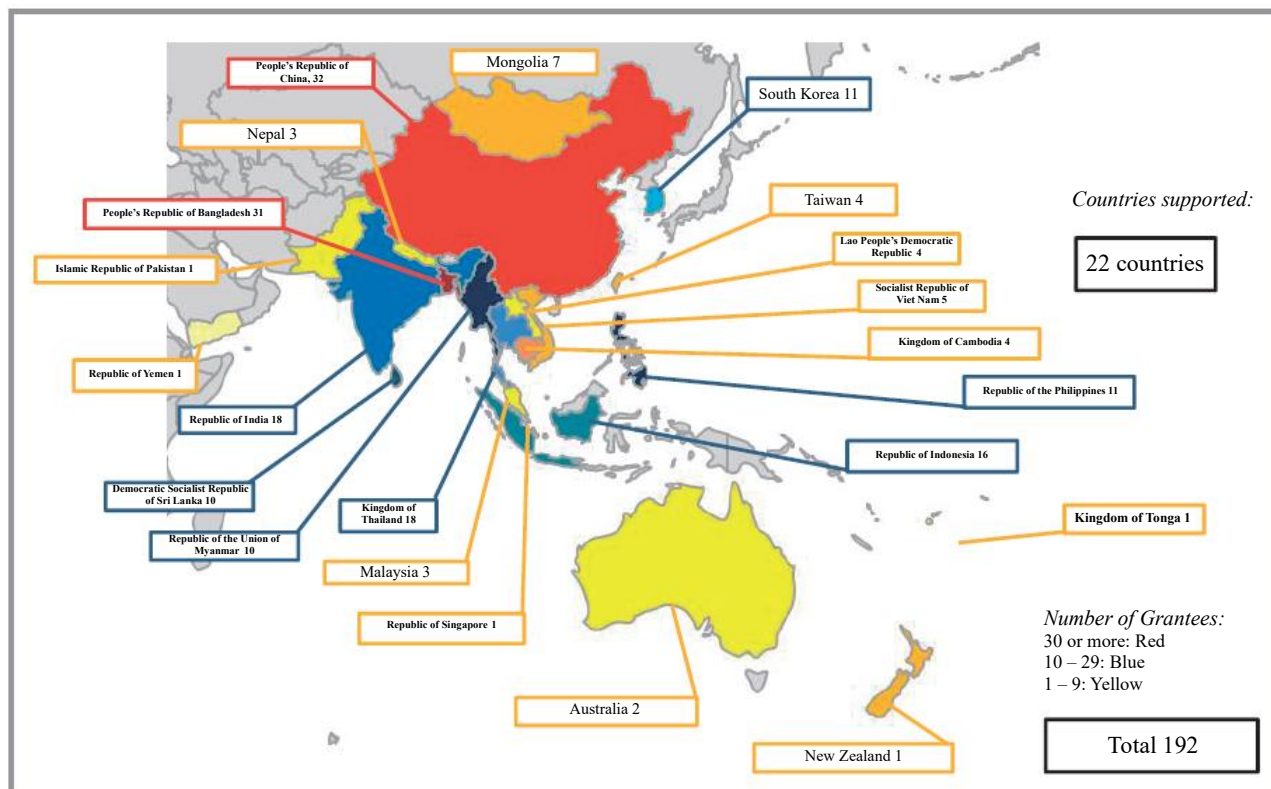 People's Republic of
China, 32
Mongolia 7
South Korea 11
Nepal 3
People's Republic of Bangladesh 31
Taiwan 4
Countries supported:
22 countries
Islamic Republic of Pakistan 1
Lao People's Democratic
Republic 4
Socialist Republic of
Viet Nam 5
Kingdom of Cambodia 4
Republic of Yemen 1
Republic of the Philippines 11
Republic of India 18
Republic of Indonesia 16
Democratic Socialist Republic
of Sri Lanka 10
Kingdom of
Thailand 18
Kingdom of Tonga 1
Republic of the Union of
Myanmar 10
Malaysia 3
Republic of Singapore 1
Number of Grantees:
30 or more: Red
10 – 29: Blue
1 – 9: Yellow
Australia 2
New Zealand 1
Total 192